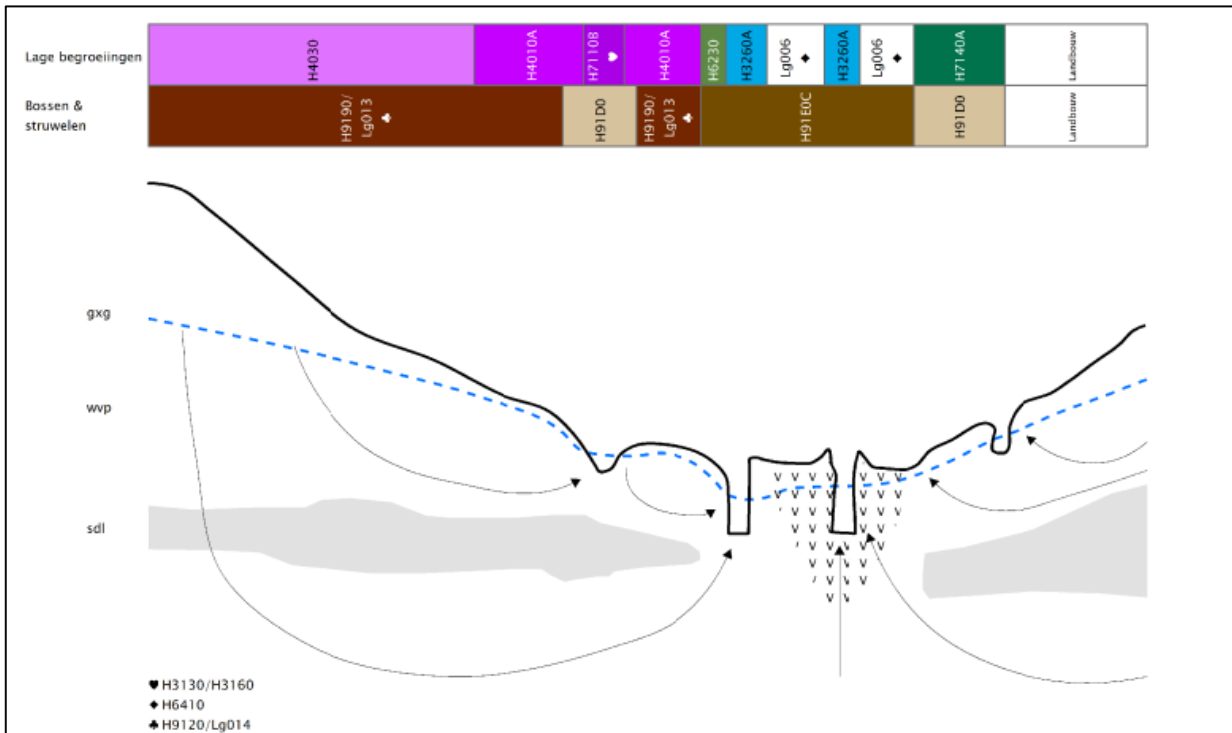 Lage begroeiingen
H4030
H4010A
H7110B ♥
H4010A
H6230
H3260A
Lg006 ◆
H3260A
Lg006 ◆
H7140A
Landbouw
Bossen &
struwelen
H9190/
Lg013 ♣
H91D0
H9190/
Lg013 ♣
H91E0C
H91D0
Landbouw
gxg
wvp
sdl
♥ H3130/H3160
◆ H6410
♣ H9120/Lg014